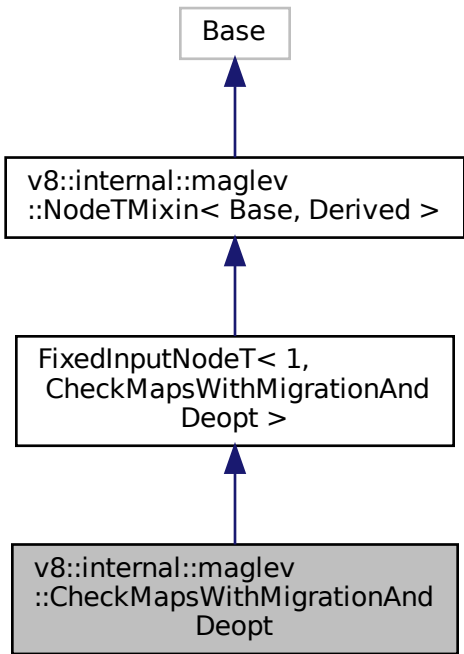 Base
v8::internal::maglev
::NodeTMixin< Base, Derived >
FixedInputNodeT< 1,
CheckMapsWithMigrationAnd
Deopt >
v8::internal::maglev
::CheckMapsWithMigrationAnd
Deopt